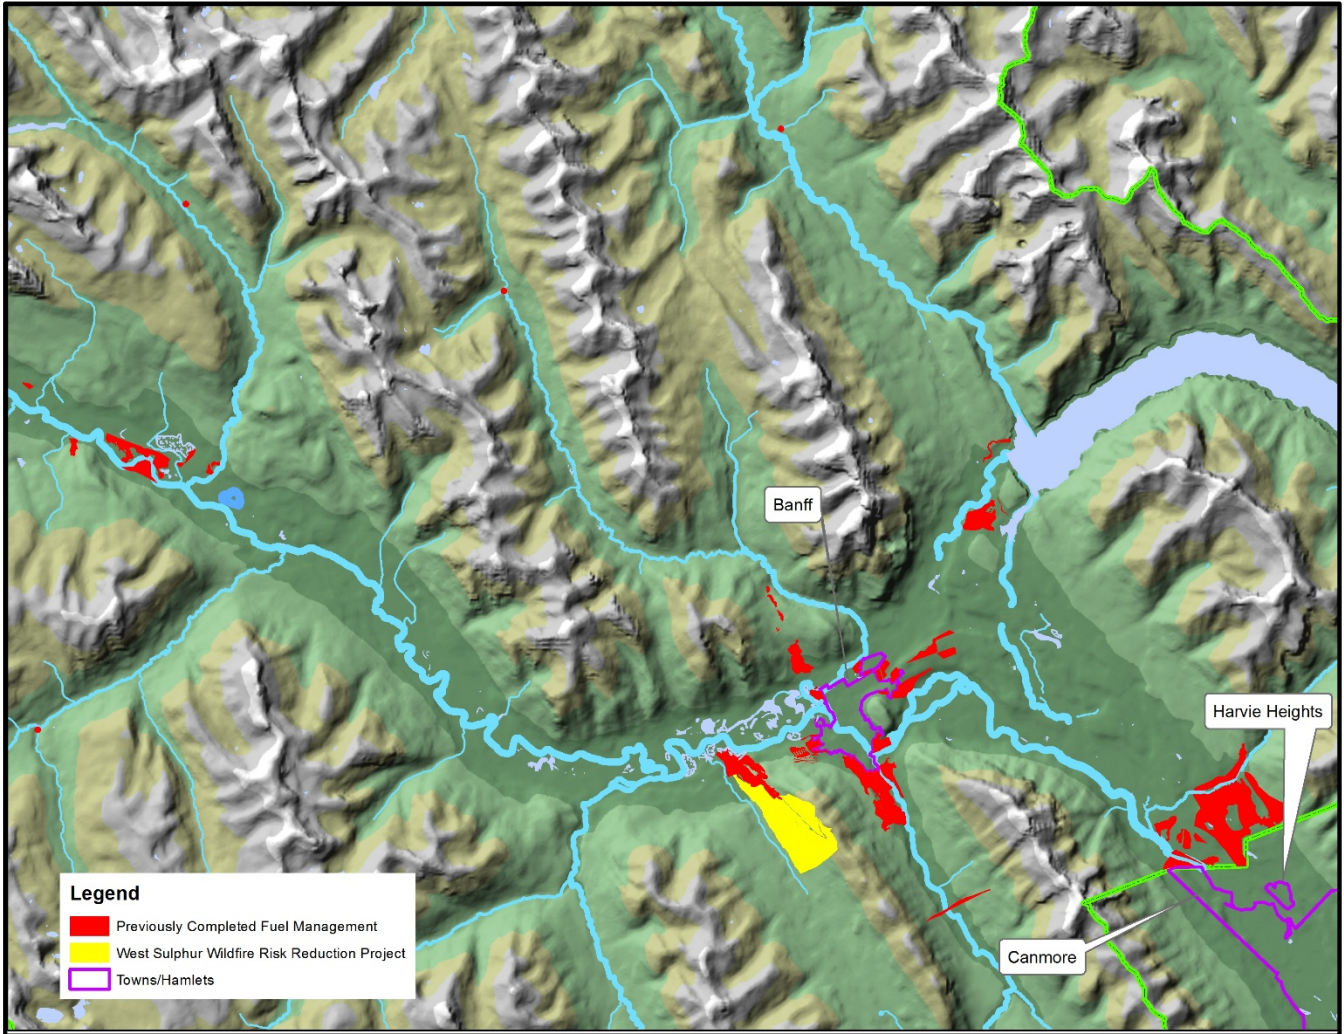 Banff
Harvie Heights
Canmore
Legend
Previously Completed Fuel Management
West Sulphur Wildfire Risk Reduction Project
Towns/Hamlets